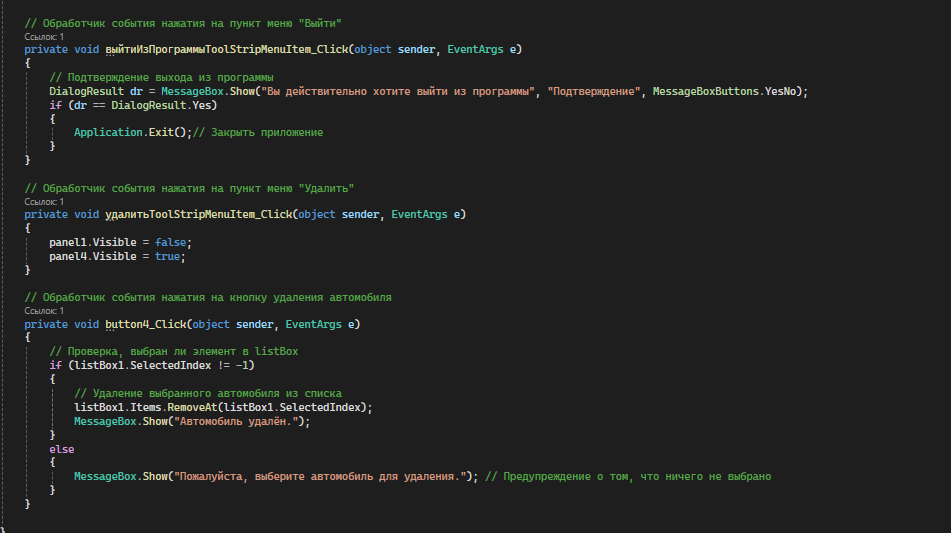 // Обработчик события нажатия на пункт меню "Выйти"
Ссылок: 1
private void выйтиИзПрограммыToolStripMenuItem_Click(object sender, EventArgs e)
{
// Подтверждение выхода из программы
DialogResult dr = MessageBox.Show("Вы действительно хотите выйти из программы", "Подтверждение", MessageBoxButtons.YesNo);
if (dr == DialogResult.Yes)
{
Application.Exit();// Закрыть приложение
}
}
// Обработчик события нажатия на пункт меню "Удалить"
Ссылок: 1
private void удалитьToolStripMenuItem_Click(object sender, EventArgs e)
{
panel1.Visible = false;
panel4.Visible = true;
}
// Обработчик события нажатия на кнопку удаления автомобиля
Ссылок: 1
private void button4_Click(object sender, EventArgs e)
{
// Проверка, выбран ли элемент в listBox
if (listBox1.SelectedIndex != -1)
{
// Удаление выбранного автомобиля из списка
listBox1.Items.RemoveAt(listBox1.SelectedIndex);
MessageBox.Show("Автомобиль удалён.");
}
else
{
MessageBox.Show("Пожалуйста, выберите автомобиль для удаления."); // Предупреждение о том, что ничего не выбрано
}
}
}